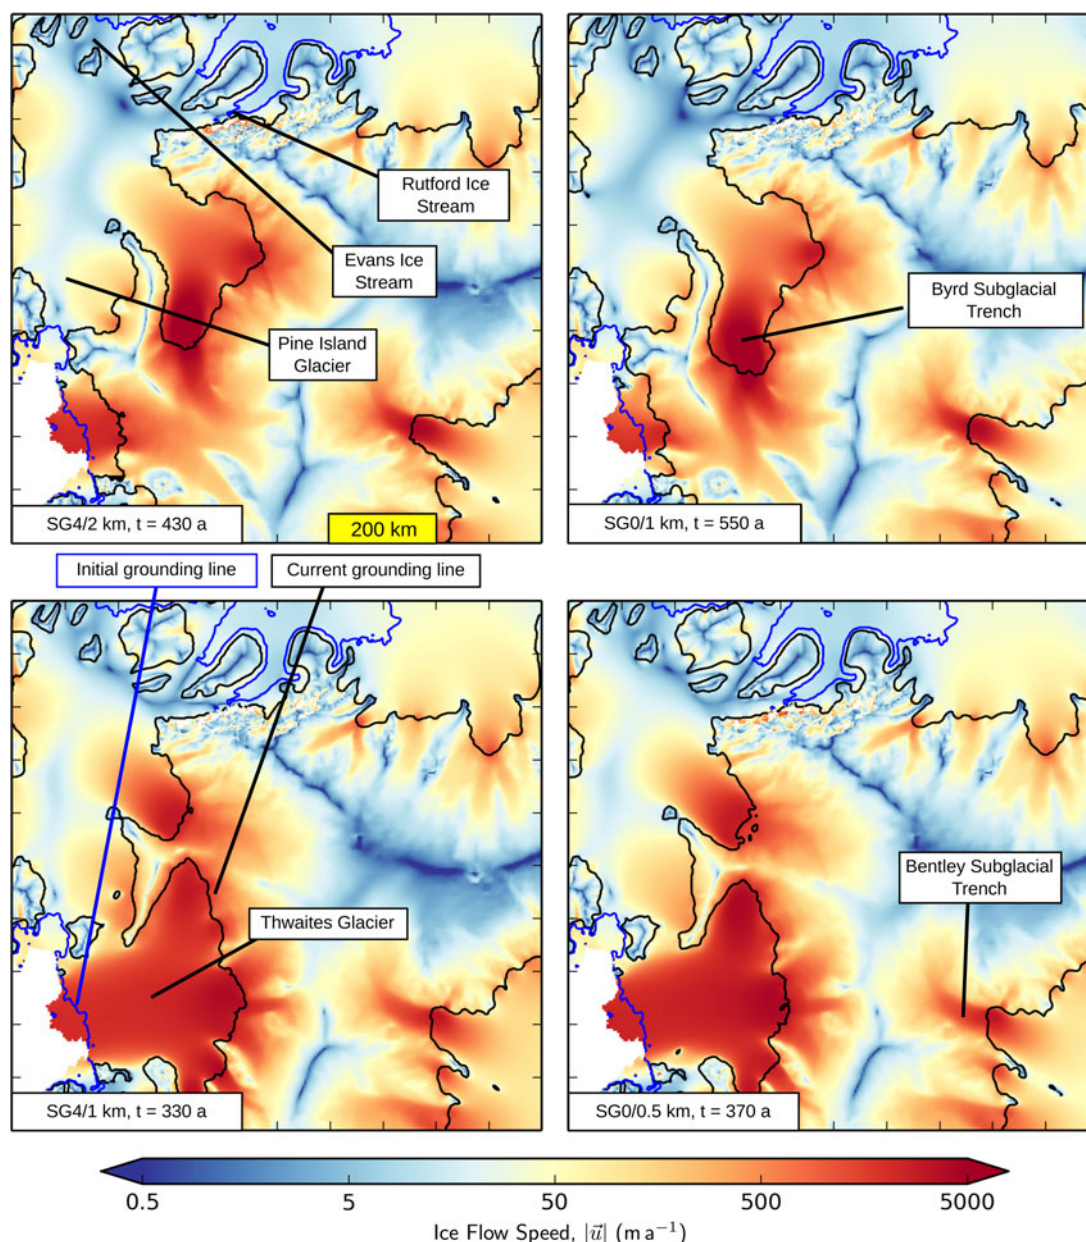 Rutford Ice
Stream
Evans Ice
Stream
Pine Island
Glacier
SG4/2 km, t = 430 a
200 km
Byrd Subglacial
Trench
SG0/1 km, t = 550 a
Initial grounding line
Current grounding line
Thwaites Glacier
SG4/1 km, t = 330 a
Bentley Subglacial
Trench
SG0/0.5 km, t = 370 a
0.5 5 50 500 5000
Ice Flow Speed, |u⃗| (m a⁻¹)